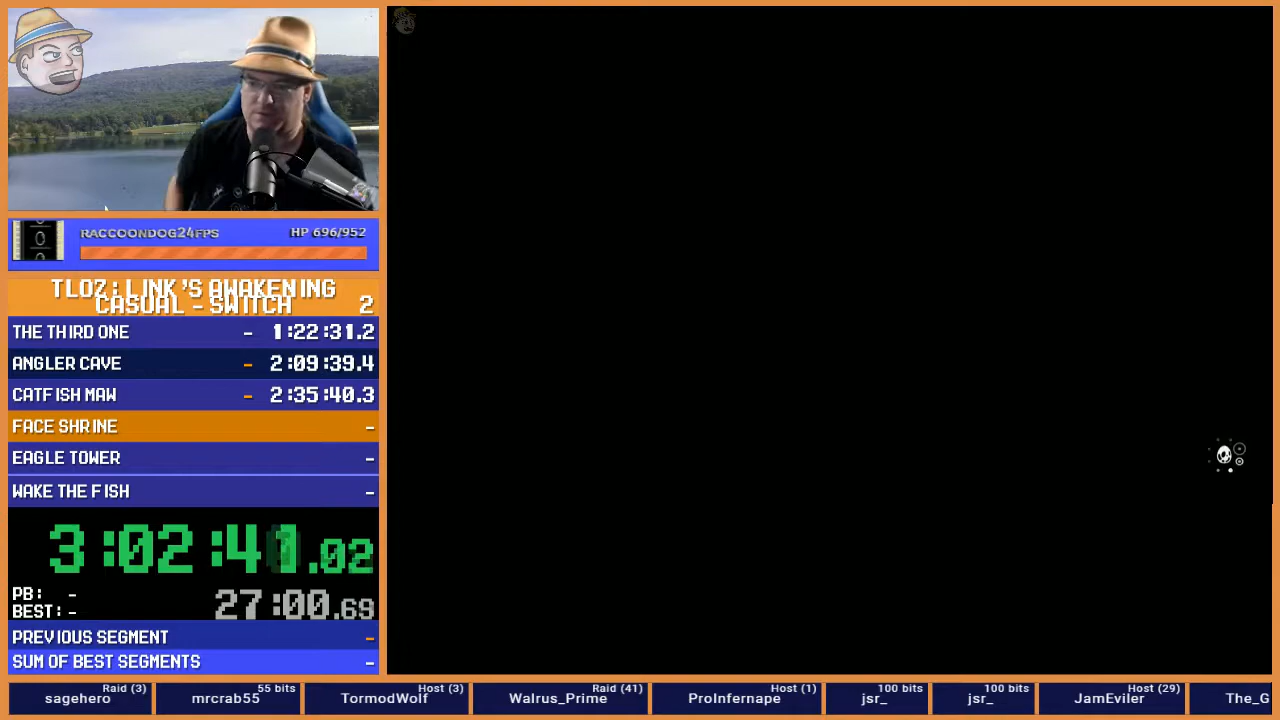 RACCOONDOG24FPS HP 696/952
TLOZ: LINK'S AWAKENING
CASUAL - SWITCH 2
THE THIRD ONE - 1:22:31.2
ANGLER CAVE - 2:09:39.4
CATFISH MAW - 2:35:40.3
FACE SHRINE -
EAGLE TOWER -
WAKE THE FISH -
3:02:41.02
PB: -
BEST: - 27:00.69
PREVIOUS SEGMENT -
SUM OF BEST SEGMENTS -
Raid (3) 55 bits Host (3) Raid (41) Host (1) 100 bits 100 bits Host (29)
sagehero mrcrab55 TormodWolf Walrus_Prime ProInfernape jsr_ jsr_ JamEviler The_G